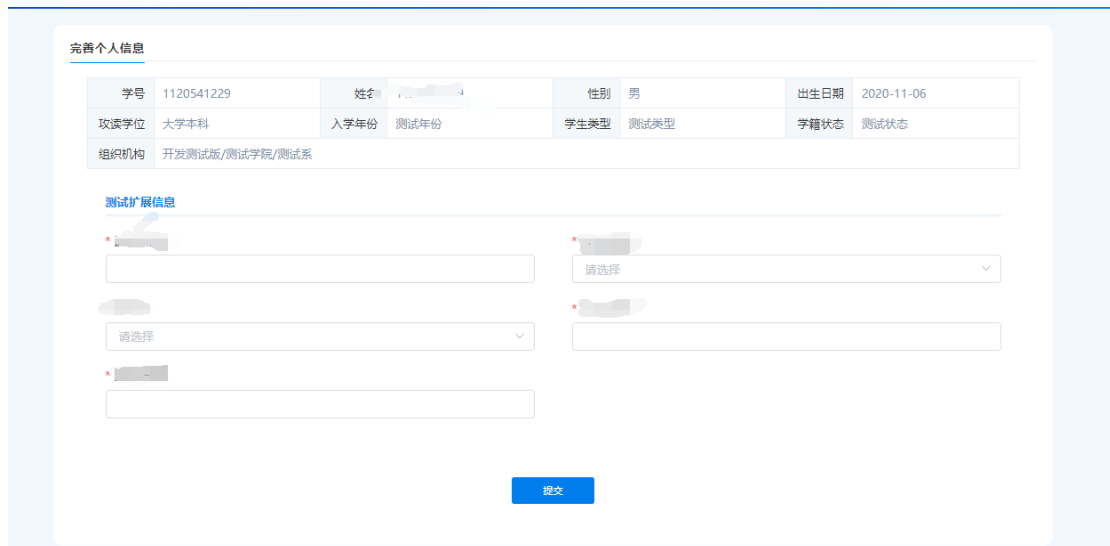 完善个人信息
学号 1120541229 姓名 性别 男 出生日期 2020-11-06
攻读学位 大学本科 入学年份 测试年份 学生类型 测试类型 学籍状态 测试状态
组织机构 开发测试版/测试学院/测试系
测试扩展信息
* *
请选择
*
请选择
*
提交